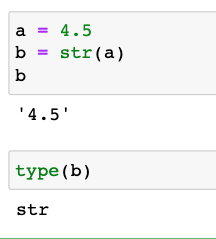 a = 4.5
b = str(a)
b
'4.5'
type(b)
str